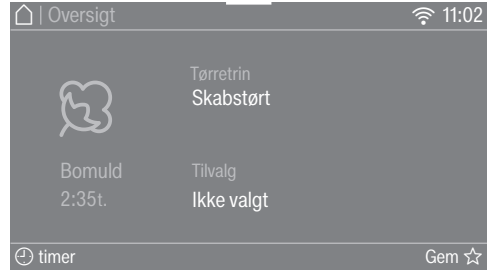 | Oversigt
11:02
Tørretrin
Skabstørt
Bomuld
2:35t.
Tilvalg
Ikke valgt
timer
Gem